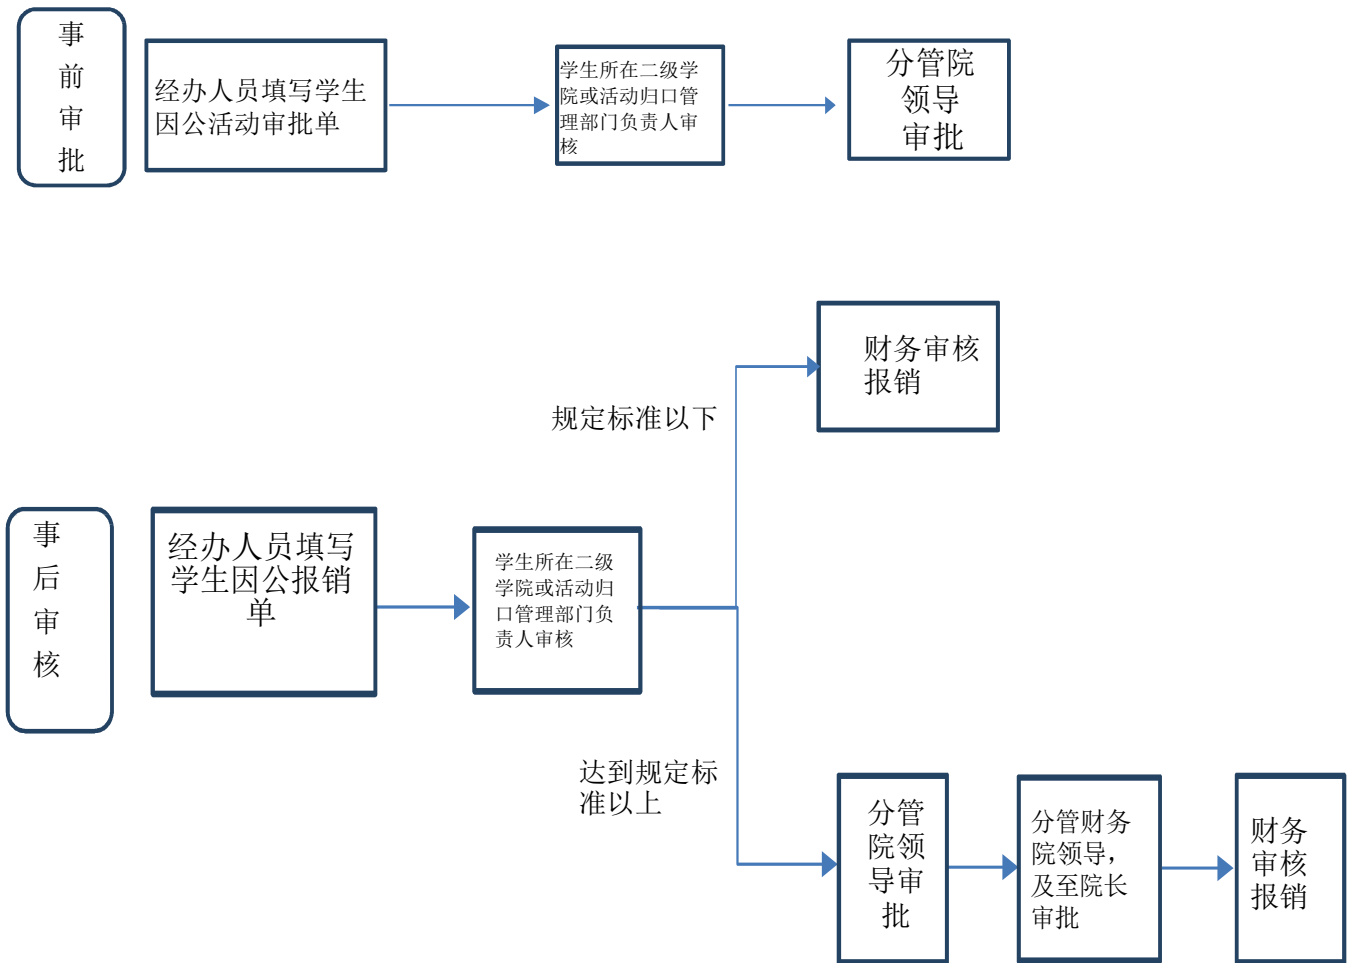 事
前
审
批
经办人员填写学生
因公活动审批单
学生所在二级学
院或活动归口管
理部门负责人审
核
分管院
领导
审批
财务审核
报销
规定标准以下
事
后
审
核
经办人员填写
学生因公报销
单
学生所在二级
学院或活动归
口管理部门负
责人审核
达到规定标
准以上
分管
院领
导审
批
分管财务
院领导,
及至院长
审批
财务
审核
报销